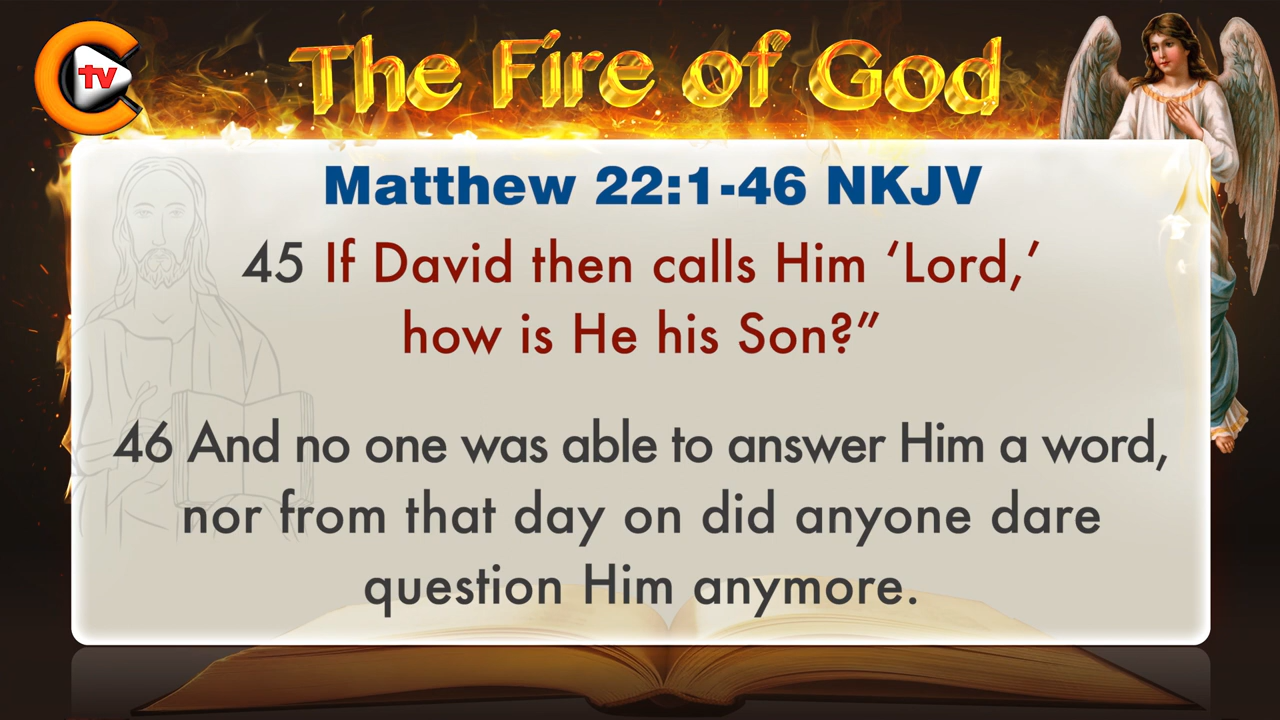 tv
The Fire of God
Matthew 22:1-46 NKJV
45 If David then calls Him ‘Lord,’
how is He his Son?”
46 And no one was able to answer Him a word,
nor from that day on did anyone dare
question Him anymore.